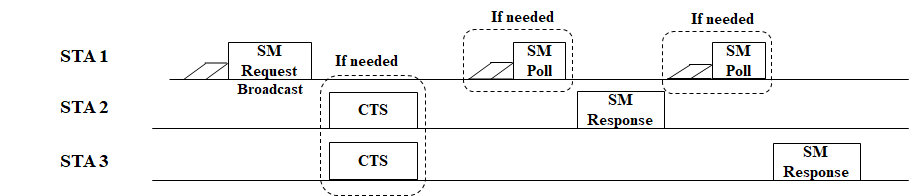 If needed
If needed
STA 1
SM
Request
Broadcast
If needed
SM
Poll
SM
Poll
STA 2
CTS
SM
Response
STA 3
CTS
SM
Response